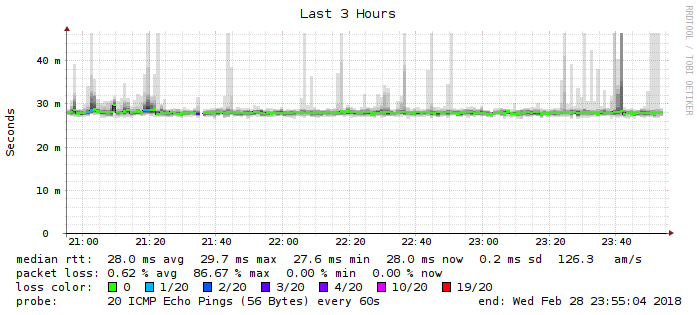 Last 3 Hours
RRDTOOL / TOBI OETIKER
Seconds
40 m
30 m
20 m
10 m
0
21:00 21:20 21:40 22:00 22:20 22:40 23:00 23:20 23:40
median rtt: 28.0 ms avg 29.7 ms max 27.6 ms min 28.0 ms now 0.2 ms sd 126.3 am/s
packet loss: 0.62 % avg 86.67 % max 0.00 % min 0.00 % now
loss color: 0 1/20 2/20 3/20 4/20 10/20 19/20
probe: 20 ICMP Echo Pings (56 Bytes) every 60s end: Wed Feb 28 23:55:04 2018